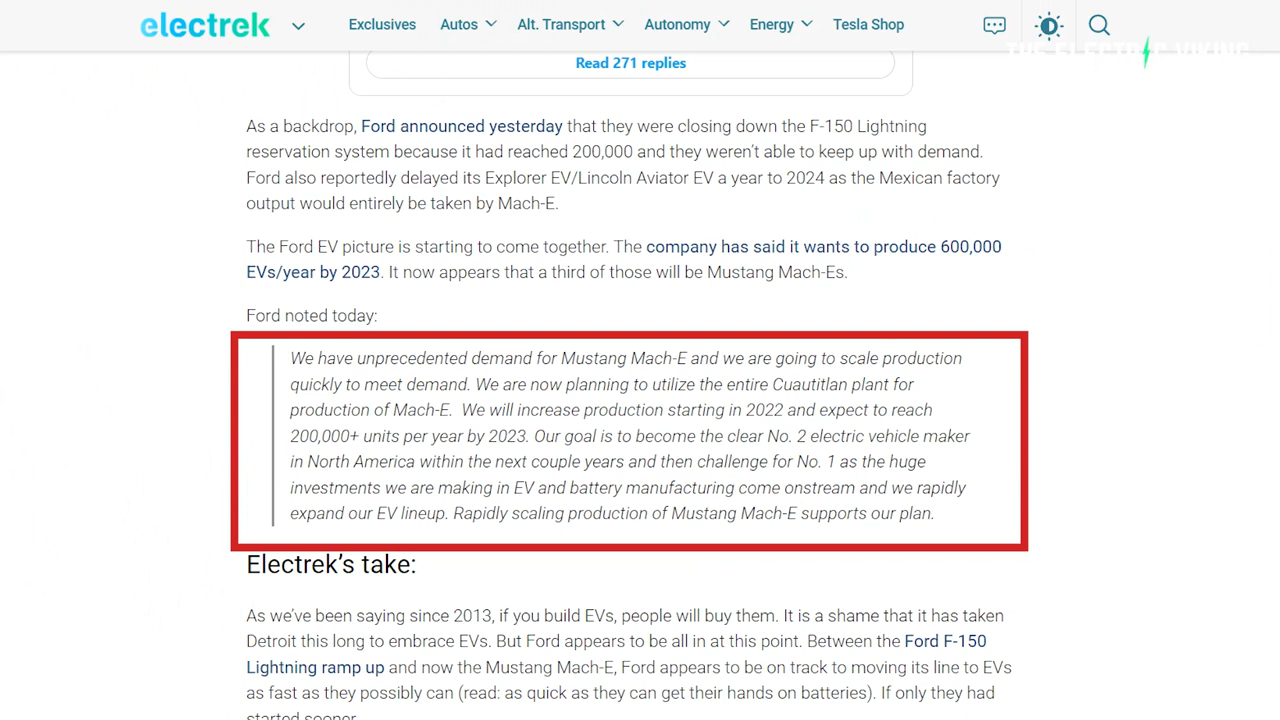 electrek
Exclusives Autos Alt. Transport Autonomy Energy Tesla Shop
THE ELECTRIC VIKING
Read 271 replies
As a backdrop, Ford announced yesterday that they were closing down the F-150 Lightning
reservation system because it had reached 200,000 and they weren’t able to keep up with demand.
Ford also reportedly delayed its Explorer EV/Lincoln Aviator EV a year to 2024 as the Mexican factory
output would entirely be taken by Mach-E.
The Ford EV picture is starting to come together. The company has said it wants to produce 600,000
EVs/year by 2023. It now appears that a third of those will be Mustang Mach-Es.
Ford noted today:
We have unprecedented demand for Mustang Mach-E and we are going to scale production
quickly to meet demand. We are now planning to utilize the entire Cuautitlan plant for
production of Mach-E. We will increase production starting in 2022 and expect to reach
200,000+ units per year by 2023. Our goal is to become the clear No. 2 electric vehicle maker
in North America within the next couple years and then challenge for No. 1 as the huge
investments we are making in EV and battery manufacturing come onstream and we rapidly
expand our EV lineup. Rapidly scaling production of Mustang Mach-E supports our plan.
Electrek’s take:
As we’ve been saying since 2013, if you build EVs, people will buy them. It is a shame that it has taken
Detroit this long to embrace EVs. But Ford appears to be all in at this point. Between the Ford F-150
Lightning ramp up and now the Mustang Mach-E, Ford appears to be on track to moving its line to EVs
as fast as they possibly can (read: as quick as they can get their hands on batteries). If only they had
started sooner.